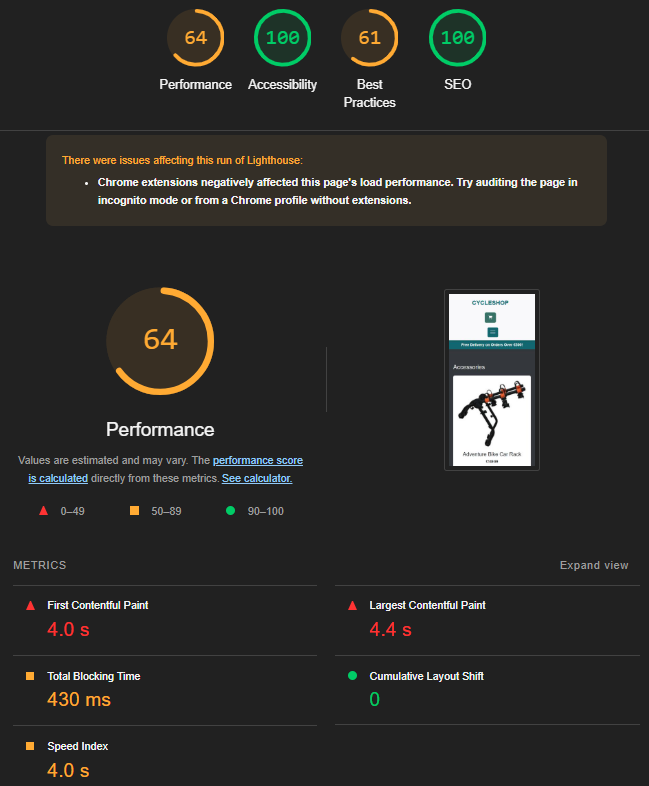 64
100
61
100
Performance
Accessibility
Best
Practices
SEO
There were issues affecting this run of Lighthouse:
• Chrome extensions negatively affected this page's load performance. Try auditing the page in
incognito mode or from a Chrome profile without extensions.
64
Performance
Values are estimated and may vary. The performance score
is calculated directly from these metrics. See calculator.
0–49
50–89
90–100
CYCLESHOP
Free Delivery on Orders Over
Accessories
Adventure Bike Car Rack
METRICS
Expand view
First Contentful Paint
4.0 s
Largest Contentful Paint
4.4 s
Total Blocking Time
430 ms
Cumulative Layout Shift
0
Speed Index
4.0 s